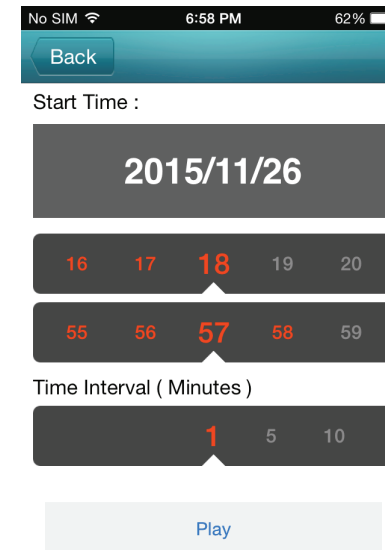 No SIM 6:58 PM 62%
Back
Start Time :
2015/11/26
16 17 18 19 20
55 56 57 58 59
Time Interval ( Minutes )
1 5 10
Play